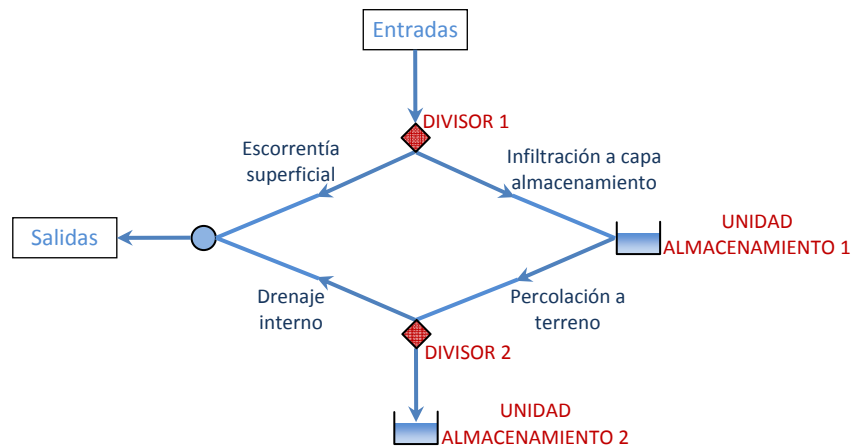 Entradas
DIVISOR 1
Escorrentía
superficial
Infiltración a capa
almacenamiento
Salidas
UNIDAD
ALMACENAMIENTO 1
Drenaje
interno
Percolación a
terreno
DIVISOR 2
UNIDAD
ALMACENAMIENTO 2